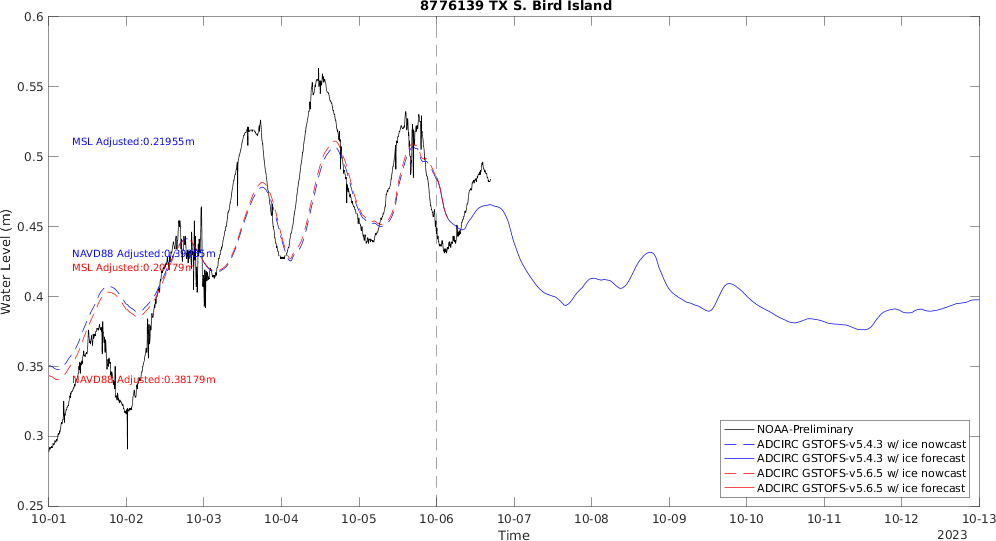 8776139 TX S. Bird Island
0.6
0.55
0.5
0.45
0.4
0.35
0.3
0.25
Water Level (m)
MSL Adjusted:0.21955m
NAVD88 Adjusted:
MSL Adjusted:
NAVD88 Adjusted:0.38179m
NOAA-Preliminary
ADCIRC GSTOFS-v5.4.3 w/ ice nowcast
ADCIRC GSTOFS-v5.4.3 w/ ice forecast
ADCIRC GSTOFS-v5.6.5 w/ ice nowcast
ADCIRC GSTOFS-v5.6.5 w/ ice forecast
10-01 10-02 10-03 10-04 10-05 10-06 10-07 10-08 10-09 10-10 10-11 10-12 10-13
Time
2023